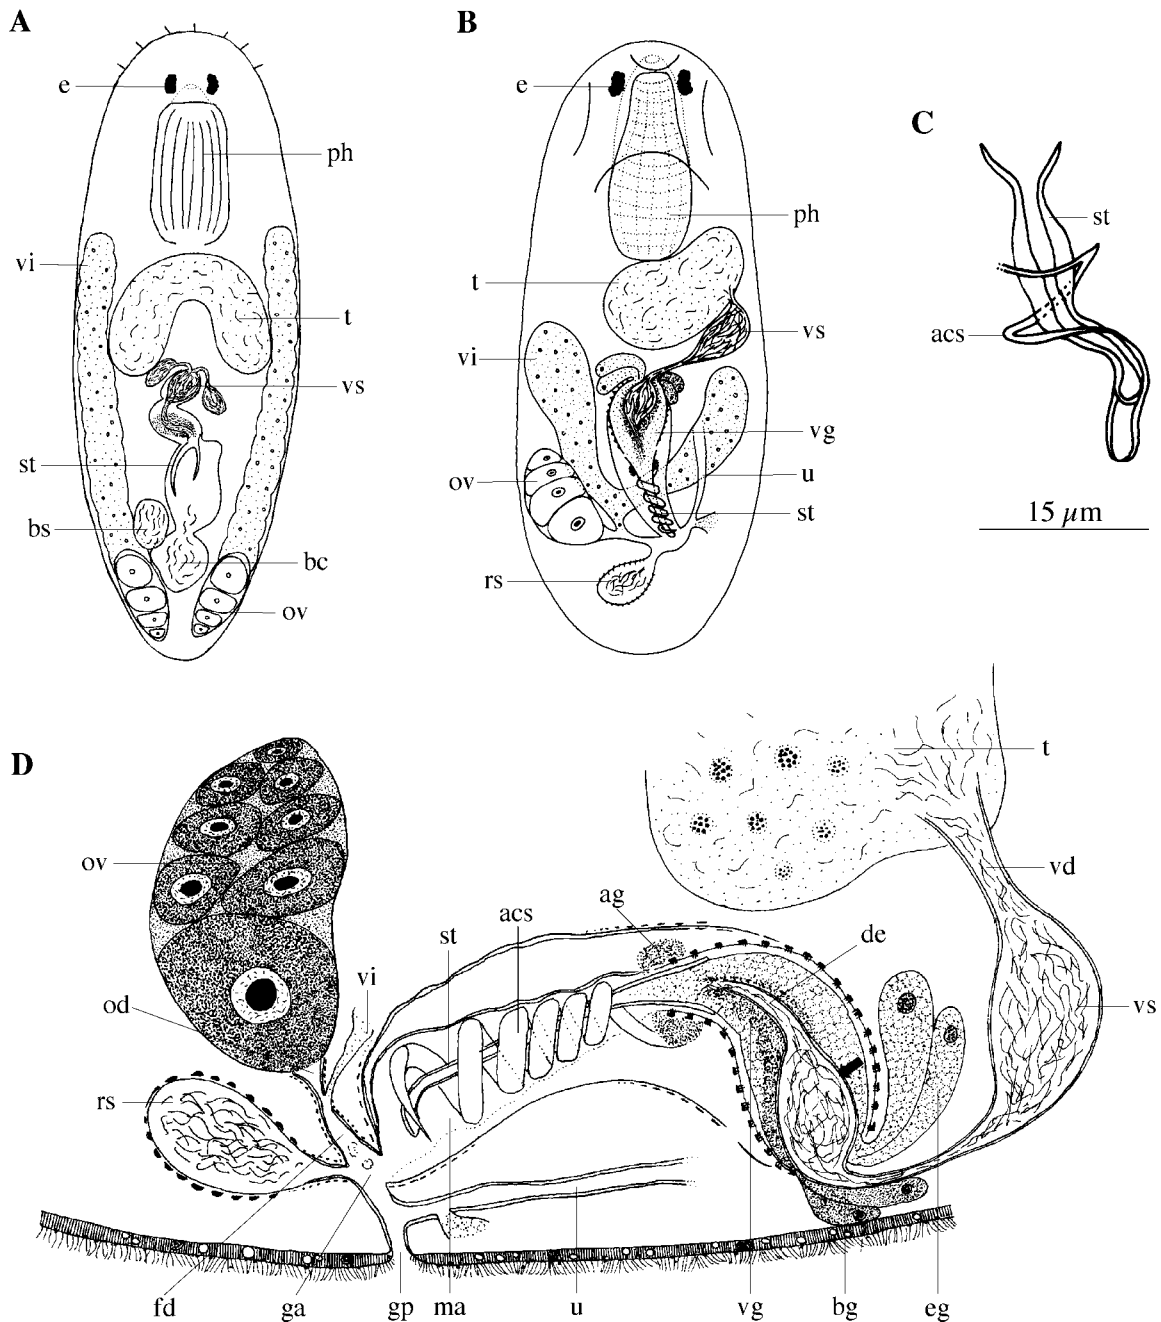 A
B
C
e
ph
vi
t
vs
st
bs
bc
ov
e
ph
t
vs
vi
vg
ov
u
st
rs
st
acs
15 µm
D
t
ov
vd
ag
acs
de
st
vi
od
vs
rs
fd
ga
gp
ma
u
vg
bg
eg